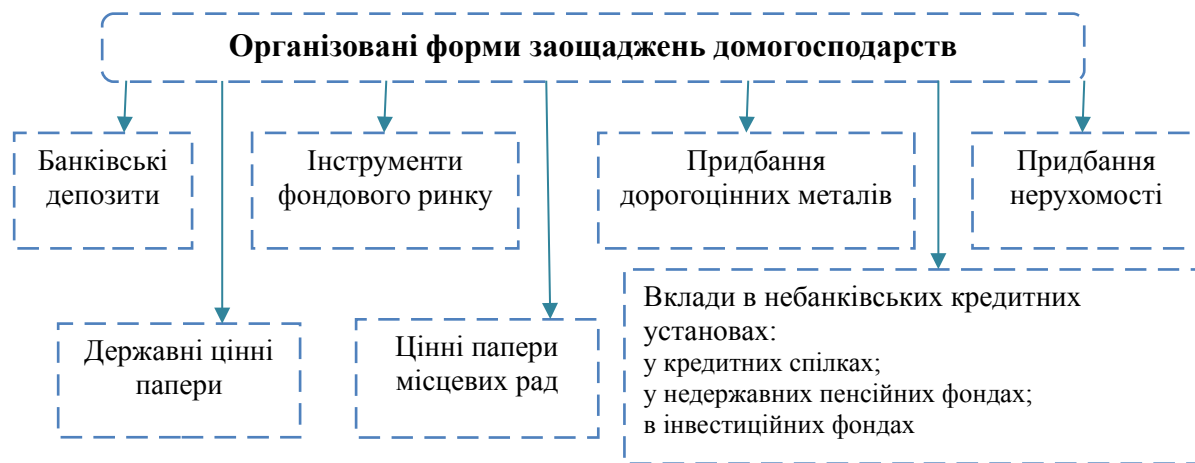 Організовані форми заощаджень домогосподарств
Банківські
депозити
Інструменти
фондового ринку
Придбання
дорогоцінних металів
Придбання
нерухомості
Державні цінні
папери
Цінні папери
місцевих рад
Вклади в небанківських кредитних
установах:
у кредитних спілках;
у недержавних пенсійних фондах;
в інвестиційних фондах